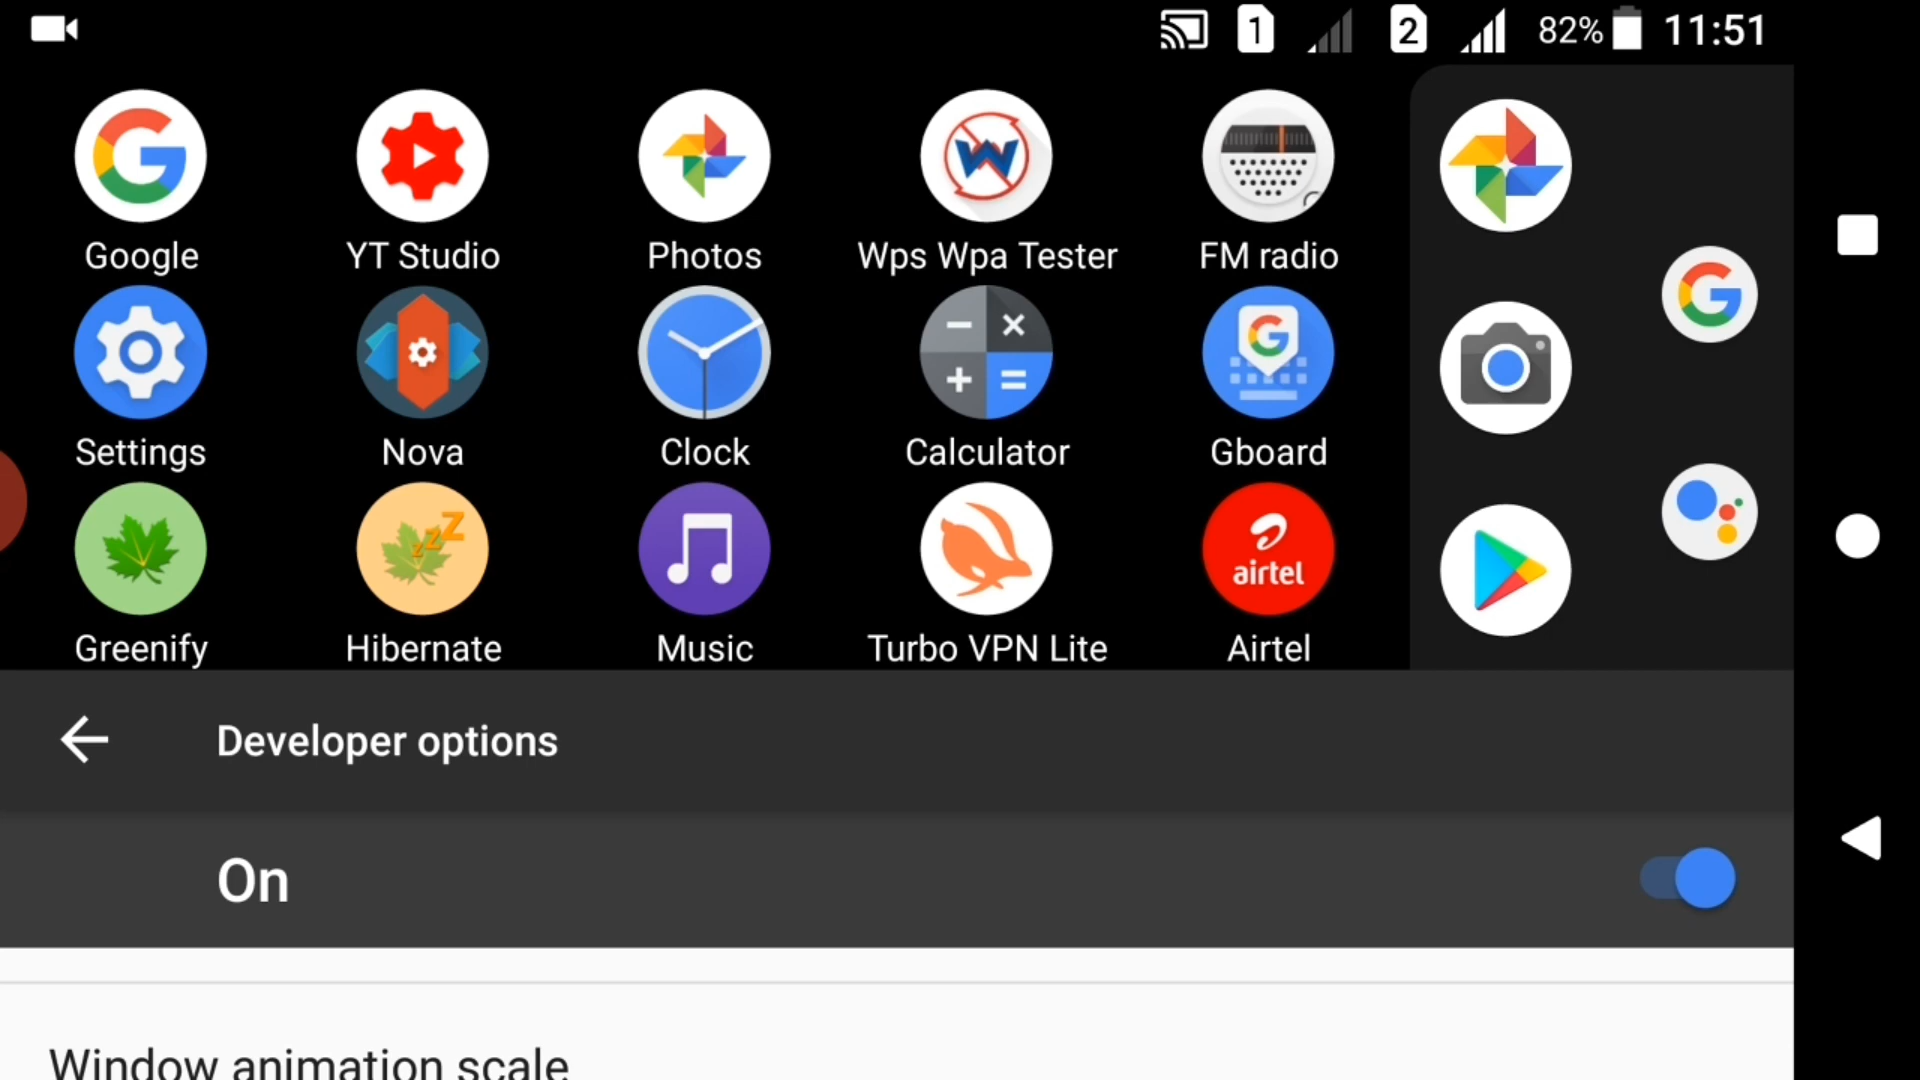 1 2 82% 11:51
Google YT Studio Photos Wps Wpa Tester FM radio
Settings Nova Clock Calculator Gboard
zzZ
airtel
Greenify Hibernate Music Turbo VPN Lite Airtel
Developer options
On
Window animation scale